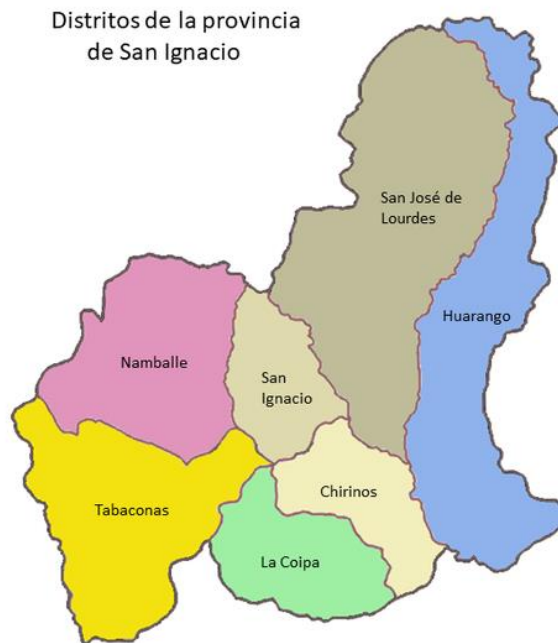 Distritos de la provincia
de San Ignacio
San José de
Lourdes
Huarango
Namballe
San
Ignacio
Chirinos
Tabaconas
La Coipa